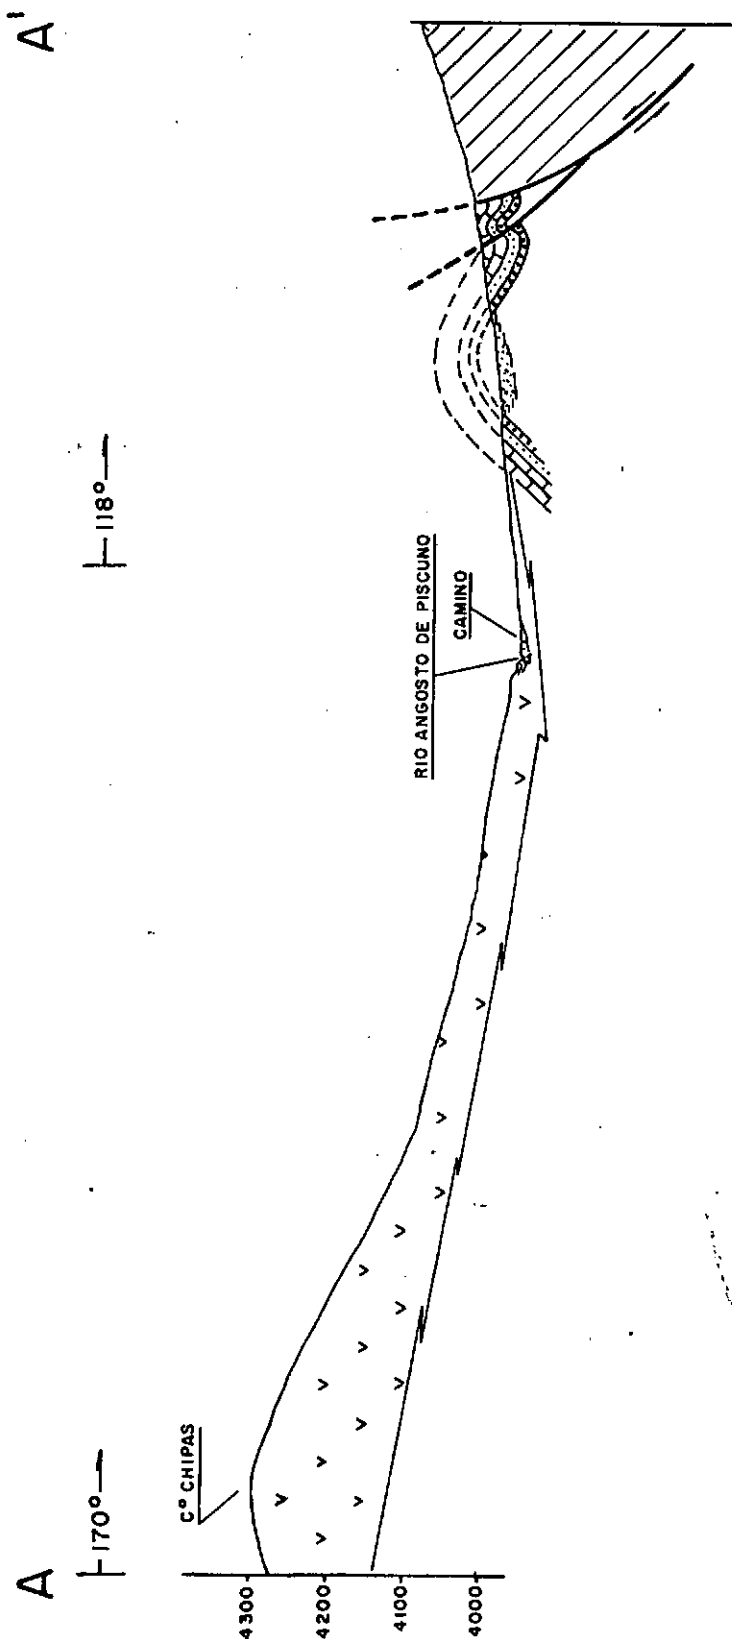 A
A'
170°
118°
C° CHIPAS
RIO ANGOSTO DE PISCUNO
CAMINO
4300
4200
4100
4000